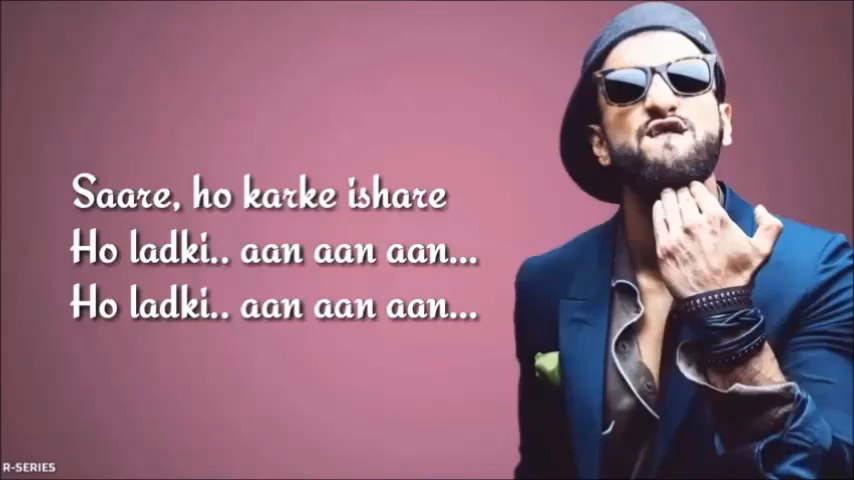 Saare, ho karke ishare
Ho ladki.. aan aan aan...
Ho ladki.. aan aan aan...
R-SERIES